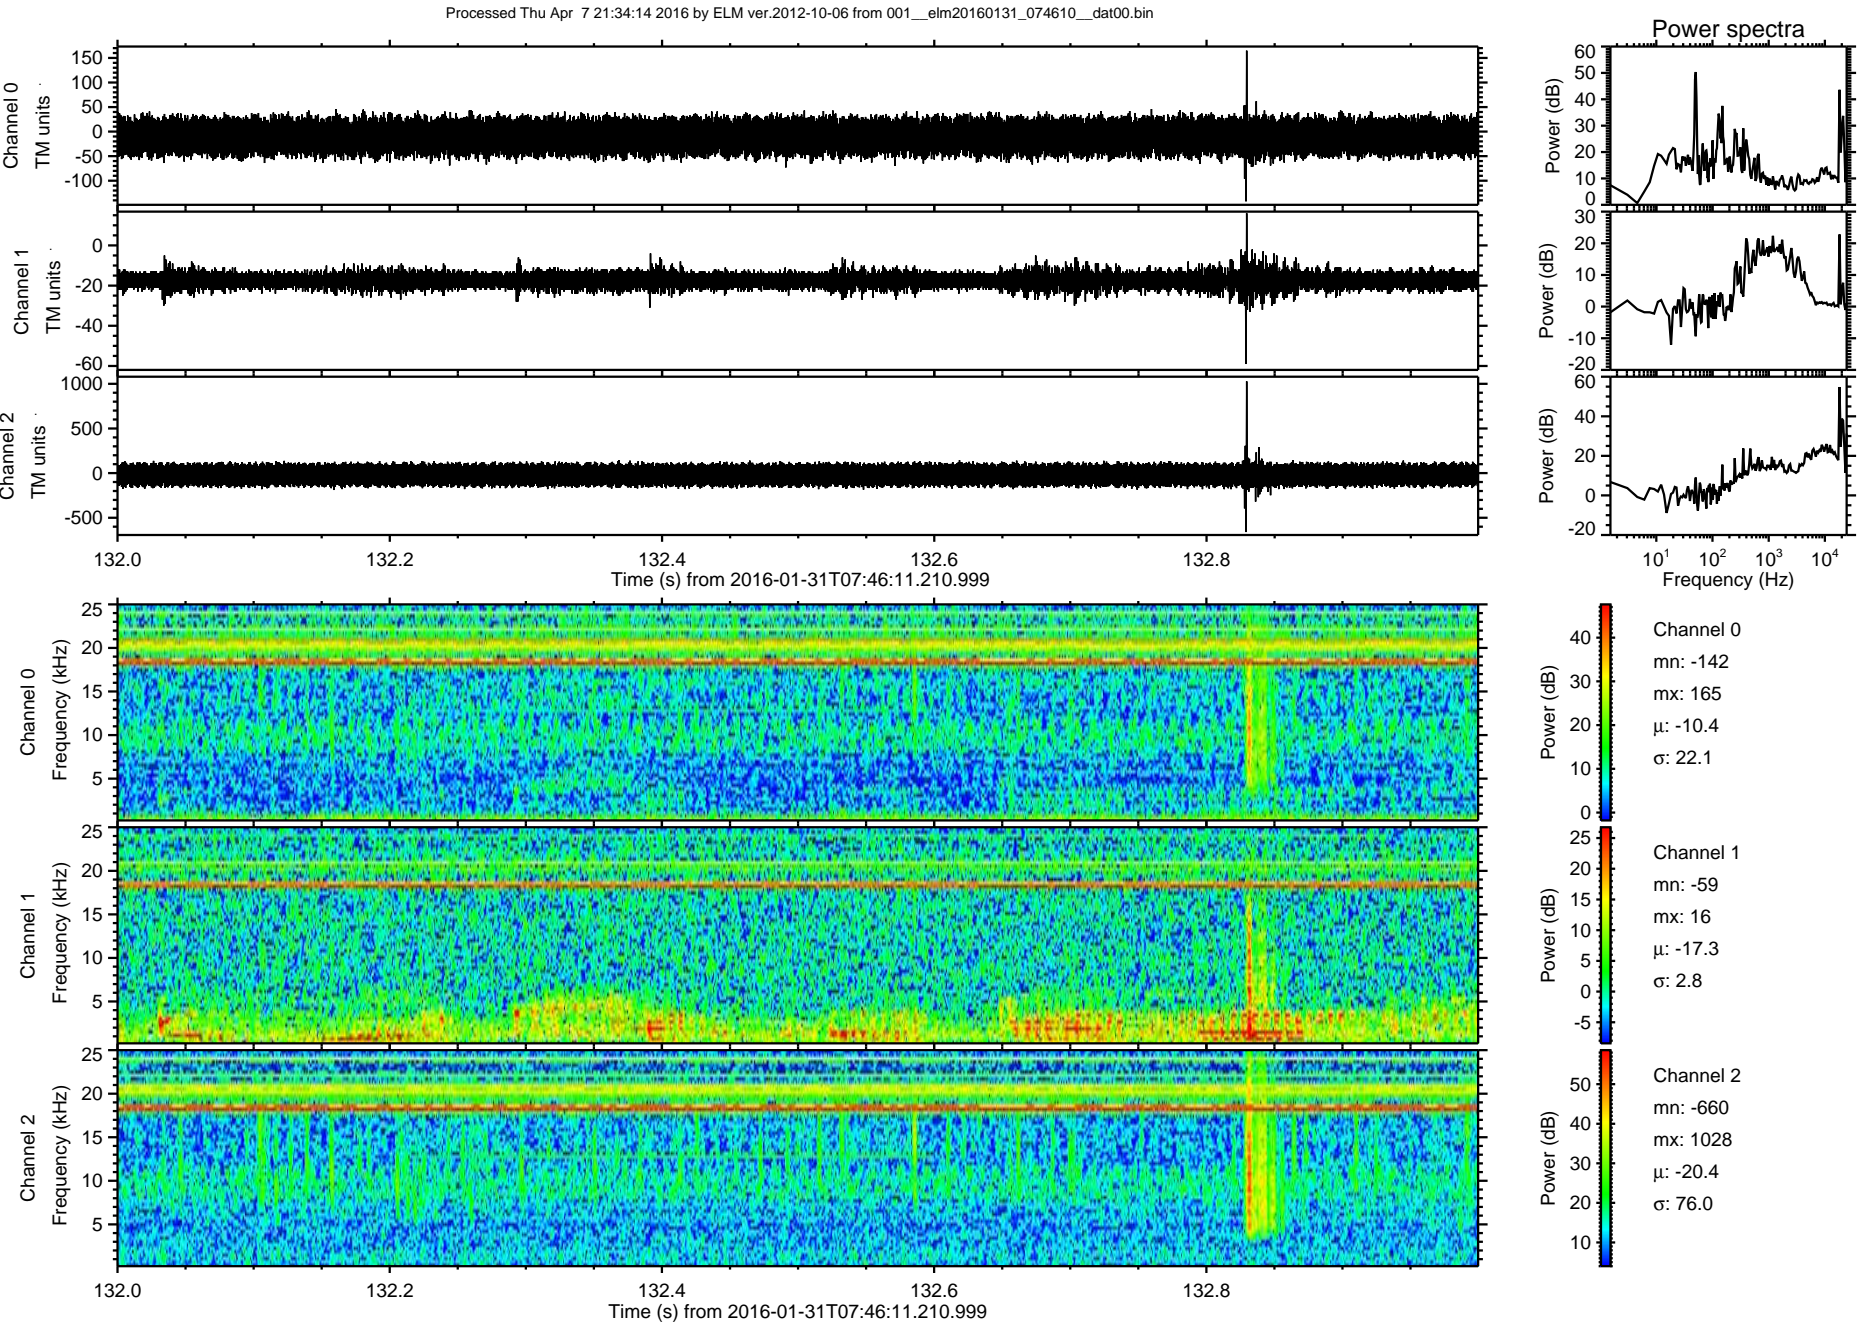 Processed Thu Apr 7 21:34:14 2016 by ELM ver.2012-10-06 from 001__elm20160131_074610__dat00.bin
Power spectra
Channel 0
TM units
150
100
50
0
-50
-100
Power (dB)
60
50
40
30
20
10
0
Channel 1
TM units
0
-20
-40
-60
Power (dB)
30
20
10
0
-10
-20
Channel 2
TM units
1000
500
0
-500
Power (dB)
60
40
20
0
-20
132.0 132.2 132.4 132.6 132.8
Time (s) from 2016-01-31T07:46:11.210.999
10¹ 10² 10³ 10⁴
Frequency (Hz)
Channel 0
Frequency (kHz)
25
20
15
10
5
Power (dB)
40
30
20
10
0
Channel 0
mn: -142
mx: 165
μ: -10.4
σ: 22.1
Channel 1
Frequency (kHz)
25
20
15
10
5
Power (dB)
25
20
15
10
5
0
-5
Channel 1
mn: -59
mx: 16
μ: -17.3
σ: 2.8
Channel 2
Frequency (kHz)
25
20
15
10
5
Power (dB)
50
40
30
20
10
Channel 2
mn: -660
mx: 1028
μ: -20.4
σ: 76.0
132.0 132.2 132.4 132.6 132.8
Time (s) from 2016-01-31T07:46:11.210.999